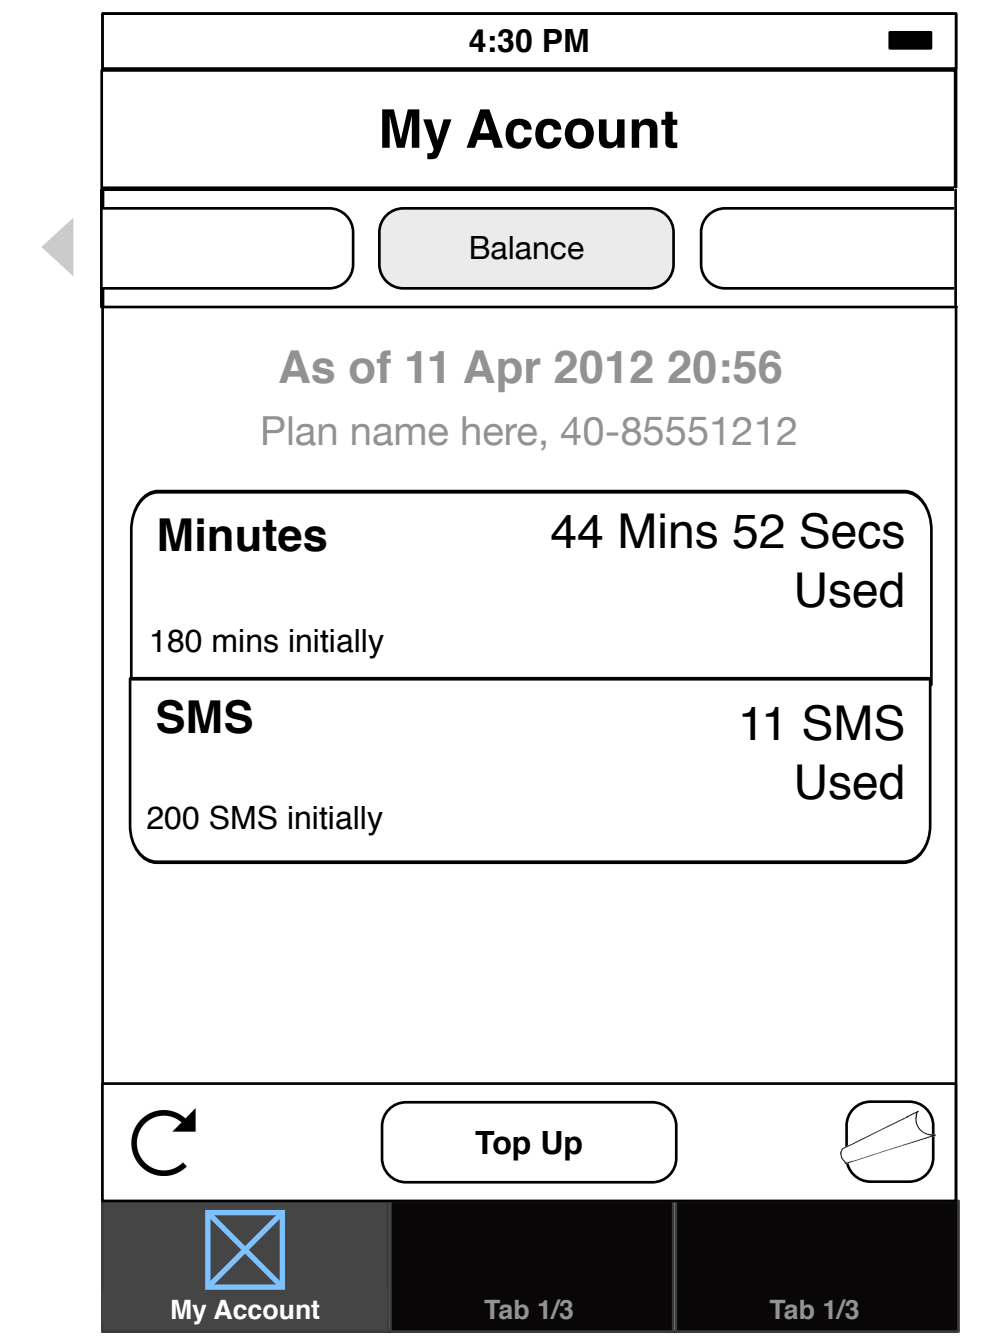 4:30 PM
My Account
Balance
As of 11 Apr 2012 20:56
Plan name here, 40-85551212
Minutes
44 Mins 52 Secs
Used
180 mins initially
SMS
11 SMS
Used
200 SMS initially
Top Up
My Account
Tab 1/3
Tab 1/3